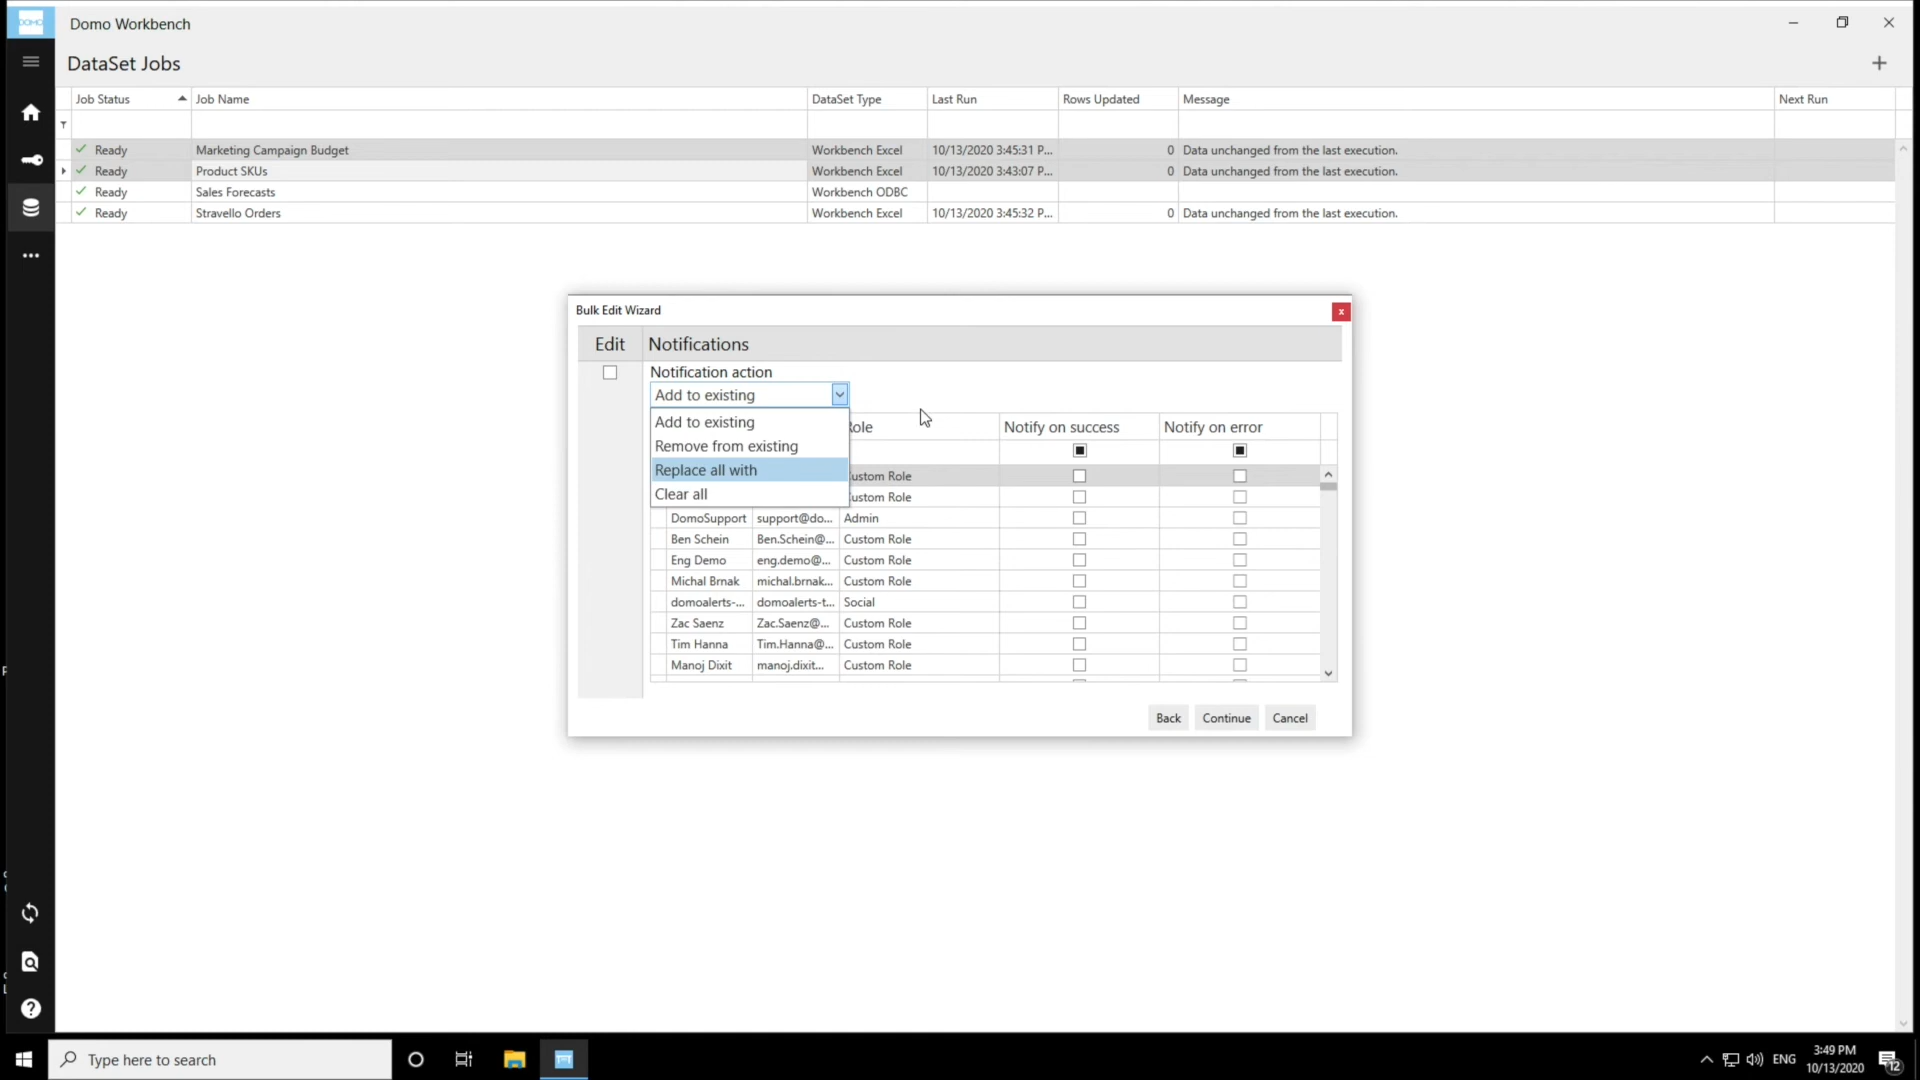 DOMO
Domo Workbench
DataSet Jobs
Job Status Job Name DataSet Type Last Run Rows Updated Message Next Run
Ready Marketing Campaign Budget Workbench Excel 10/13/2020 3:45:31 P... 0 Data unchanged from the last execution.
Ready Product SKUs Workbench Excel 10/13/2020 3:43:07 P... 0 Data unchanged from the last execution.
Ready Sales Forecasts Workbench ODBC
Ready Stravello Orders Workbench Excel 10/13/2020 3:45:32 P... 0 Data unchanged from the last execution.
Bulk Edit Wizard
Edit Notifications
Notification action
Add to existing
Add to existing
Remove from existing
Replace all with
Clear all
Role Notify on success Notify on error
ustom Role
ustom Role
DomoSupport support@do... Admin
Ben Schein Ben.Schein@... Custom Role
Eng Demo eng.demo@... Custom Role
Michal Brnak michal.brnak... Custom Role
domoalerts-... domoalerts-t... Social
Zac Saenz Zac.Saenz@... Custom Role
Tim Hanna Tim.Hanna@... Custom Role
Manoj Dixit manoj.dixit... Custom Role
Back Continue Cancel
Type here to search
ENG
3:49 PM
10/13/2020
12